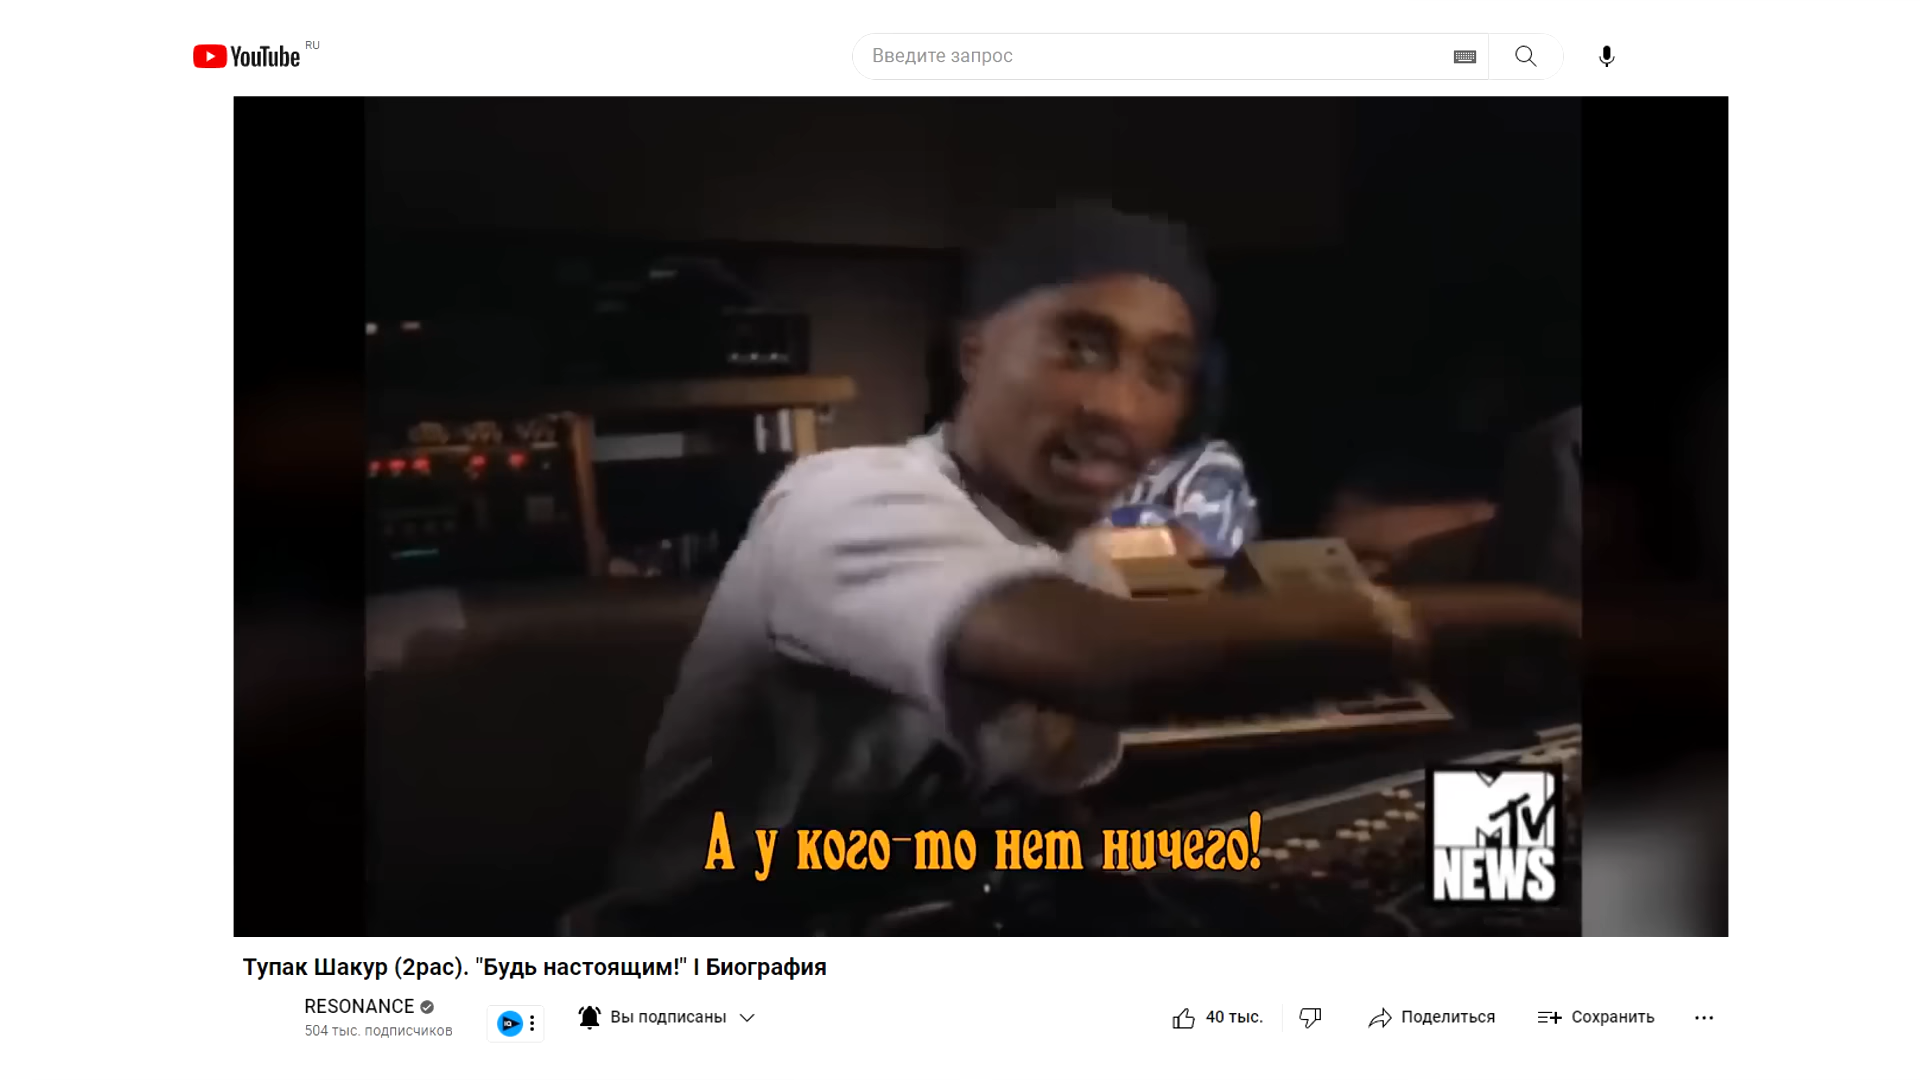 YouTube RU
Введите запрос
А у кого-то нет ничего!
MTV
NEWS
Тупак Шакур (2pac). "Будь настоящим!" I Биография
RESONANCE
504 тыс. подписчиков
Вы подписаны
40 тыс.
Поделиться
Сохранить